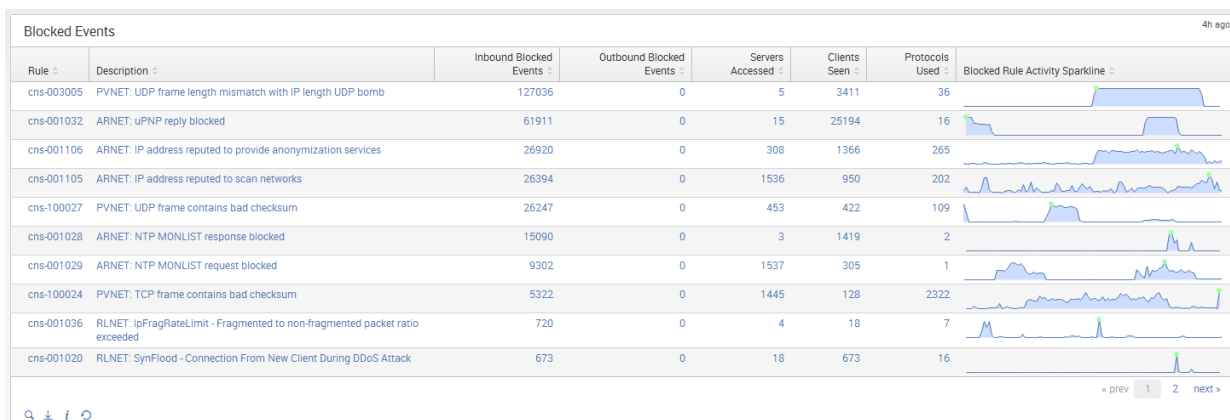 Blocked Events
4h ago
Rule Description Inbound Blocked Events Outbound Blocked Events Servers Accessed Clients Seen Protocols Used Blocked Rule Activity Sparkline
cns-003005 PVNET: UDP frame length mismatch with IP length UDP bomb 127036 0 5 3411 36
cns-001032 ARNET: uPNP reply blocked 61911 0 15 25194 16
cns-001106 ARNET: IP address reputed to provide anonymization services 26920 0 308 1366 265
cns-001105 ARNET: IP address reputed to scan networks 26394 0 1536 950 202
cns-100027 PVNET: UDP frame contains bad checksum 26247 0 453 422 109
cns-001028 ARNET: NTP MONLIST response blocked 15090 0 3 1419 2
cns-001029 ARNET: NTP MONLIST request blocked 9302 0 1537 305 1
cns-100024 PVNET: TCP frame contains bad checksum 5322 0 1445 128 2322
cns-001036 RLNET: IpFragRateLimit - Fragmented to non-fragmented packet ratio 720 0 4 18 7
exceeded
cns-001020 RLNET: SynFlood - Connection From New Client During DDoS Attack 673 0 18 673 16
« prev 1 2 next »